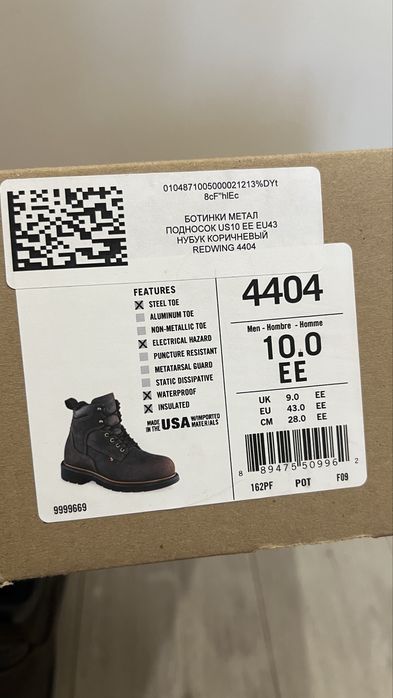 0104871005000021213%DYt
8cF"hlEc
БОТИНКИ МЕТАЛ
ПОДНОСОК US10 EE EU43
НУБУК КОРИЧНЕВЫЙ
REDWING 4404
FEATURES
STEEL TOE
ALUMINUM TOE
NON-METALLIC TOE
ELECTRICAL HAZARD
PUNCTURE RESISTANT
METATARSAL GUARD
STATIC DISSIPATIVE
WATERPROOF
INSULATED
MADE IN THE USA W/IMPORTED MATERIALS
9999669
4404
Men - Hombre - Homme
10.0
EE
UK 9.0 EE
EU 43.0 EE
CM 28.0 EE
8 89475 50996 2
162PF POT F09